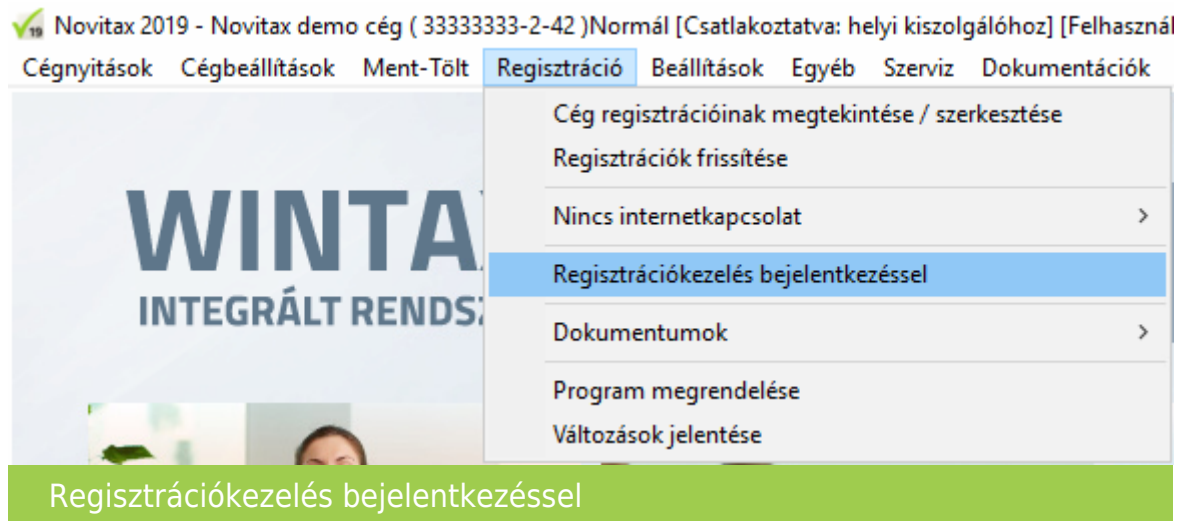 Novitax 2019 - Novitax demo cég ( 33333333-2-42 )Normál [Csatlakoztatva: helyi kiszolgálóhoz] [Felhasznál
Cégnyitások Cégbeállítások Ment-Tölt Regisztráció Beállítások Egyéb Szerviz Dokumentációk
Cég regisztrációinak megtekintése / szerkesztése
Regisztrációk frissítése
Nincs internetkapcsolat
Regisztrációkezelés bejelentkezéssel
Dokumentumok
Program megrendelése
Változások jelentése
WINTA
INTEGRÁLT RENDSZ
Regisztrációkezelés bejelentkezéssel